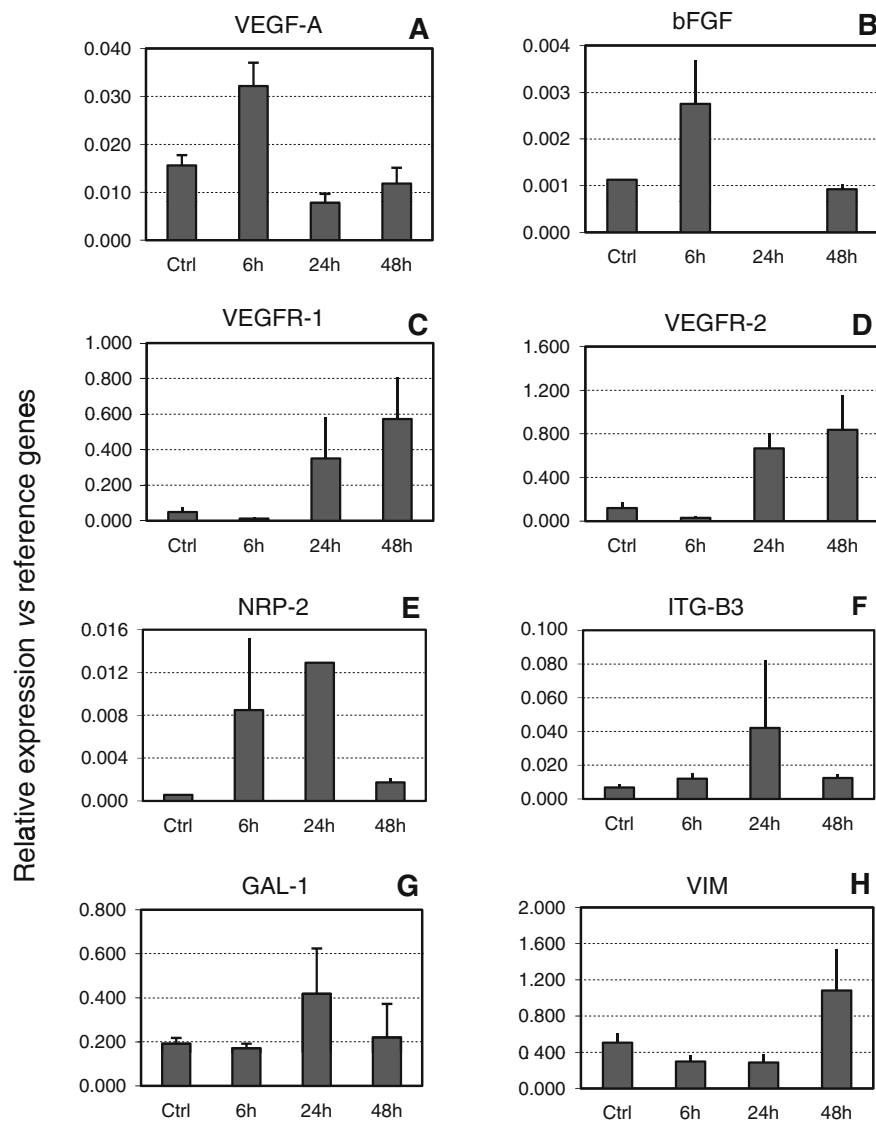 VEGF-A
A
0.040
0.030
0.020
0.010
0.000
Ctrl 6h 24h 48h
bFGF
B
0.004
0.003
0.002
0.001
0.000
Ctrl 6h 24h 48h
VEGFR-1
C
1.000
0.800
0.600
0.400
0.200
0.000
Ctrl 6h 24h 48h
VEGFR-2
D
1.600
1.200
0.800
0.400
0.000
Ctrl 6h 24h 48h
Relative expression vs reference genes
NRP-2
E
0.016
0.012
0.008
0.004
0.000
Ctrl 6h 24h 48h
ITG-B3
F
0.100
0.080
0.060
0.040
0.020
0.000
Ctrl 6h 24h 48h
GAL-1
G
0.800
0.600
0.400
0.200
0.000
Ctrl 6h 24h 48h
VIM
H
2.000
1.600
1.200
0.800
0.400
0.000
Ctrl 6h 24h 48h